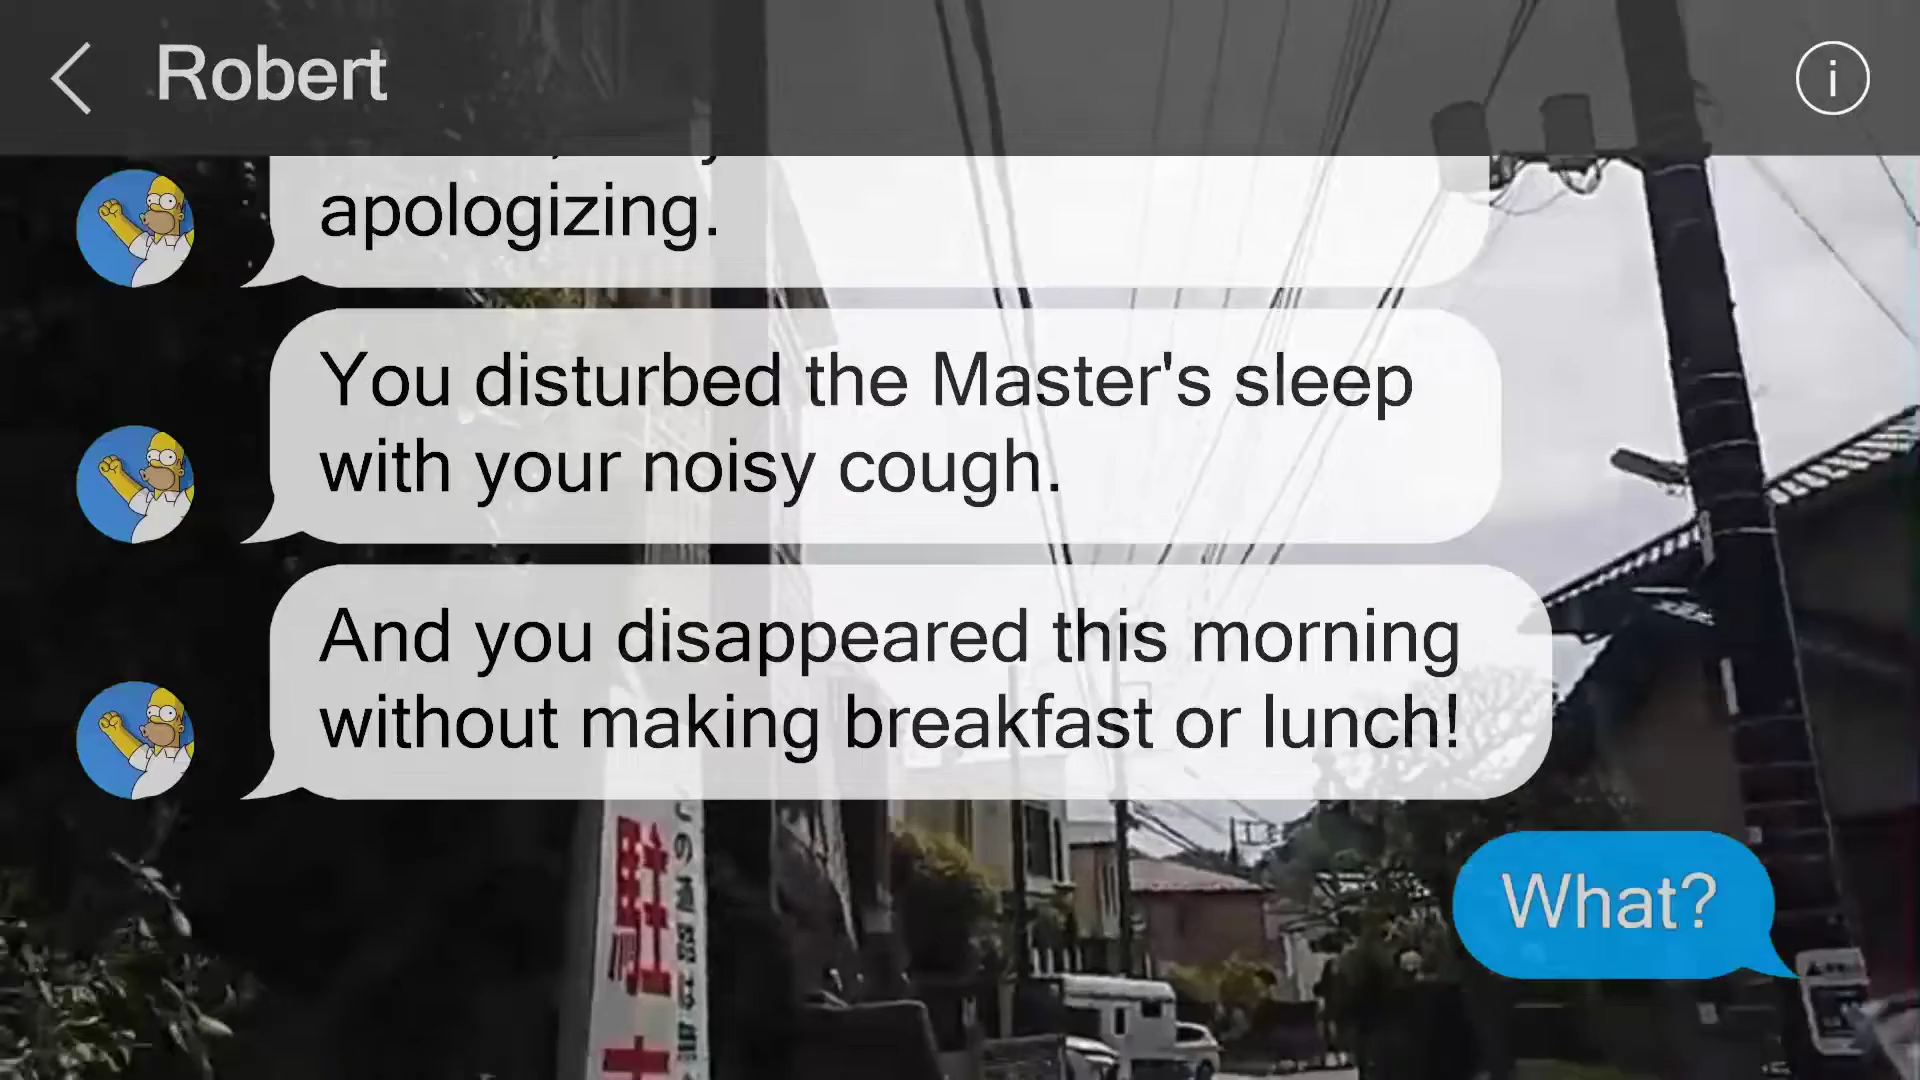 Robert
apologizing.
You disturbed the Master's sleep
with your noisy cough.
And you disappeared this morning
without making breakfast or lunch!
What?